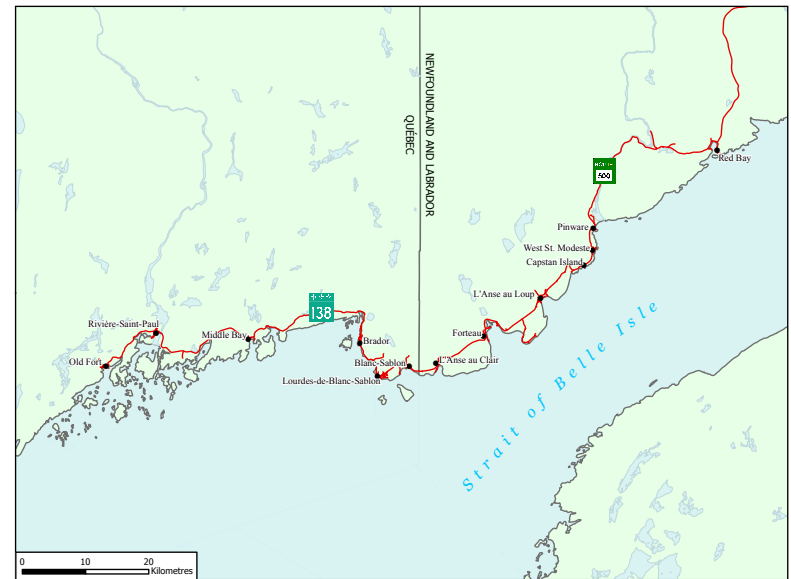 NEWFOUNDLAND AND LABRADOR
QUÉBEC
Red Bay
Pinware
West St. Modeste
Capstan Island
L'Anse au Loup
138
Rivière-Saint-Paul
Middle Bay
Forteau
Brador
Old Fort
Blanc-Sablon
L'Anse au Clair
Lourdes-de-Blanc-Sablon
Strait of Belle Isle
0 10 20
Kilometres